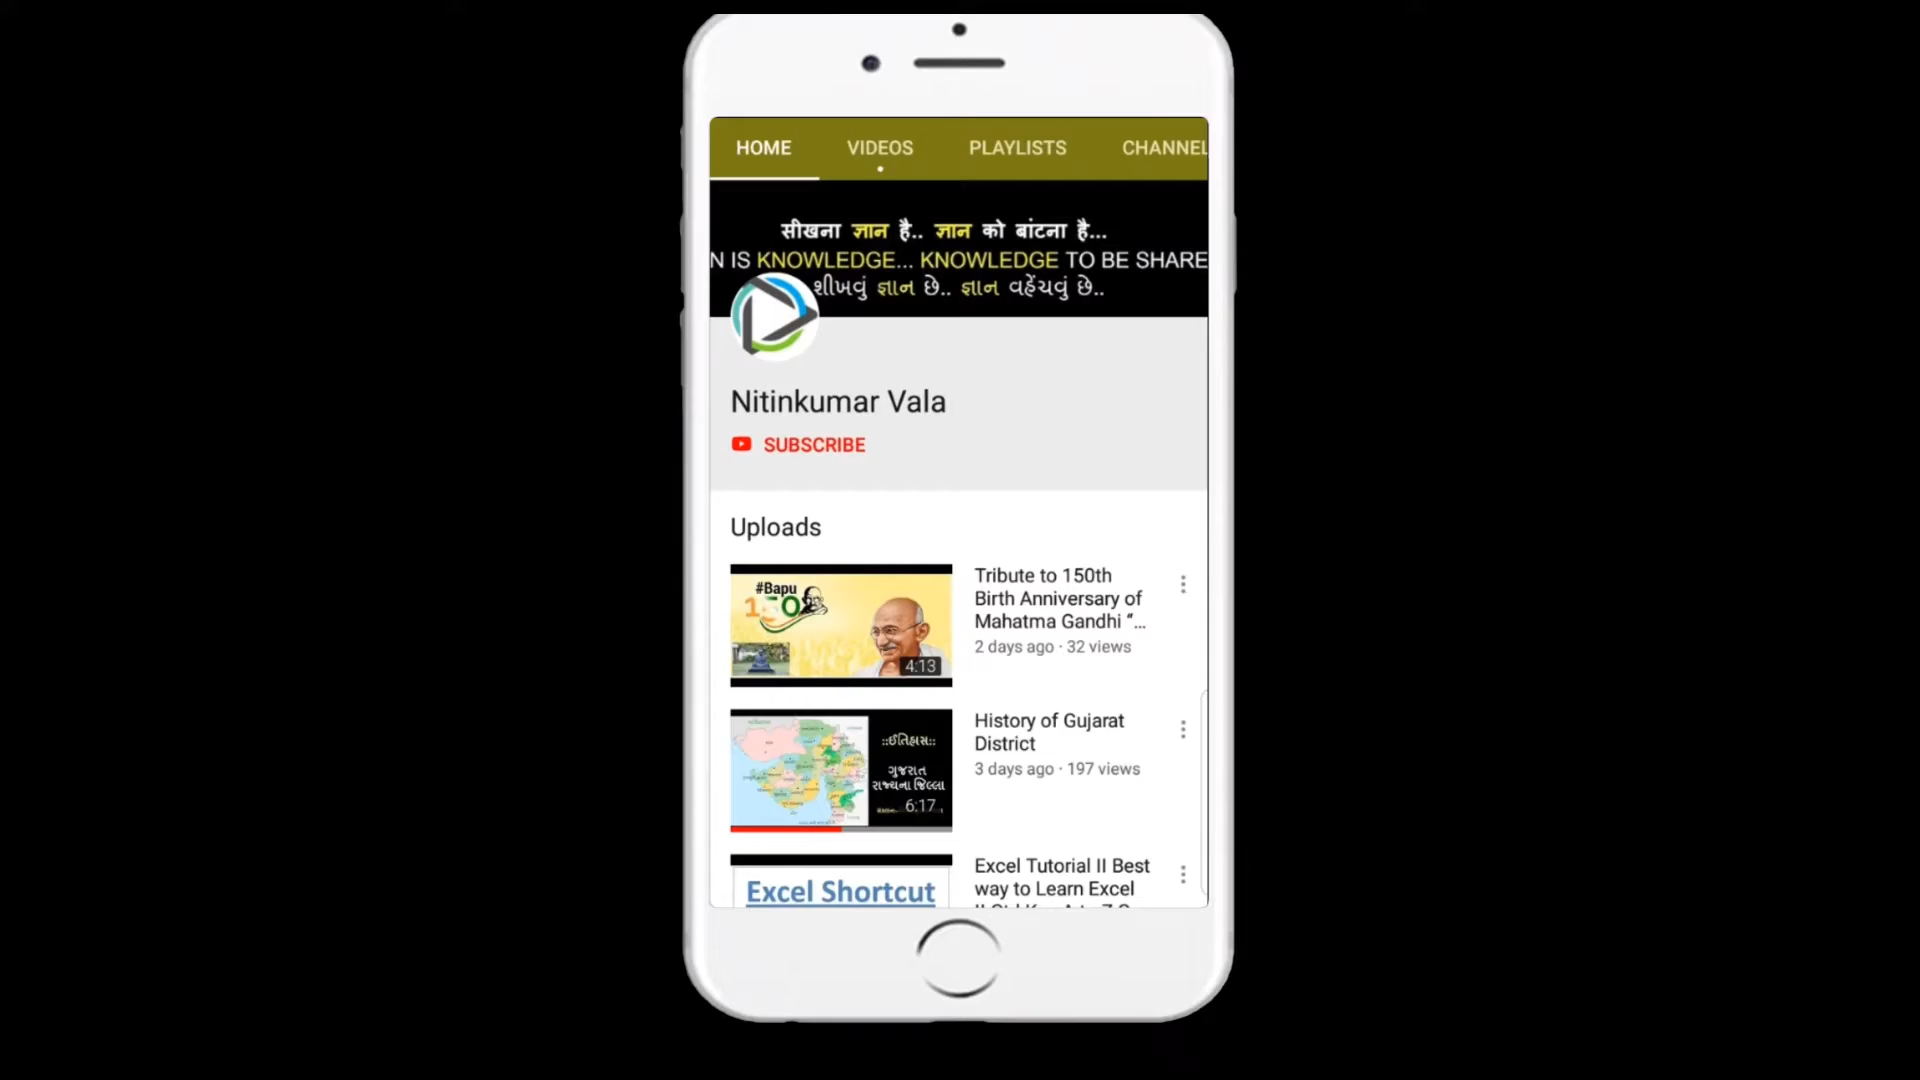 HOME VIDEOS PLAYLISTS CHANNEL
सीखना ज्ञान है.. ज्ञान को बांटना है...
N IS KNOWLEDGE... KNOWLEDGE TO BE SHARE
શીખવું જ્ઞાન છે.. જ્ઞાન વહેંચવું છે..
Nitinkumar Vala
SUBSCRIBE
Uploads
#Bapu
150
4:13
Tribute to 150th
Birth Anniversary of
Mahatma Gandhi “...
2 days ago · 32 views
::ઈતિહાસ::
ગુજરાત
રાજ્યના જિલ્લા
6:17
History of Gujarat
District
3 days ago · 197 views
Excel Shortcut
Excel Tutorial II Best
way to Learn Excel